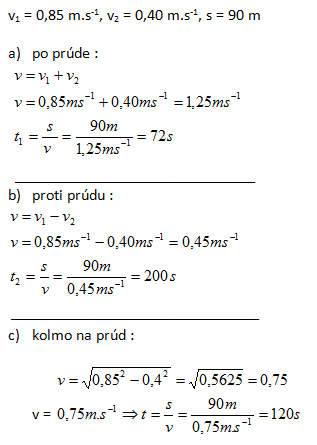 v₁ = 0,85 m.s⁻¹, v₂ = 0,40 m.s⁻¹, s = 90 m
a) po prúde :
v = v₁ + v₂
v = 0,85ms⁻¹ + 0,40ms⁻¹ = 1,25ms⁻¹
t₁ = s/v = 90m/1,25ms⁻¹ = 72s
b) proti prúdu :
v = v₁ − v₂
v = 0,85ms⁻¹ − 0,40ms⁻¹ = 0,45ms⁻¹
t₂ = s/v = 90m/0,45ms⁻¹ = 200s
c) kolmo na prúd :
v = √(0,85² − 0,4²) = √0,5625 = 0,75
v = 0,75m.s⁻¹ ⇒ t = s/v = 90m/0,75ms⁻¹ = 120s